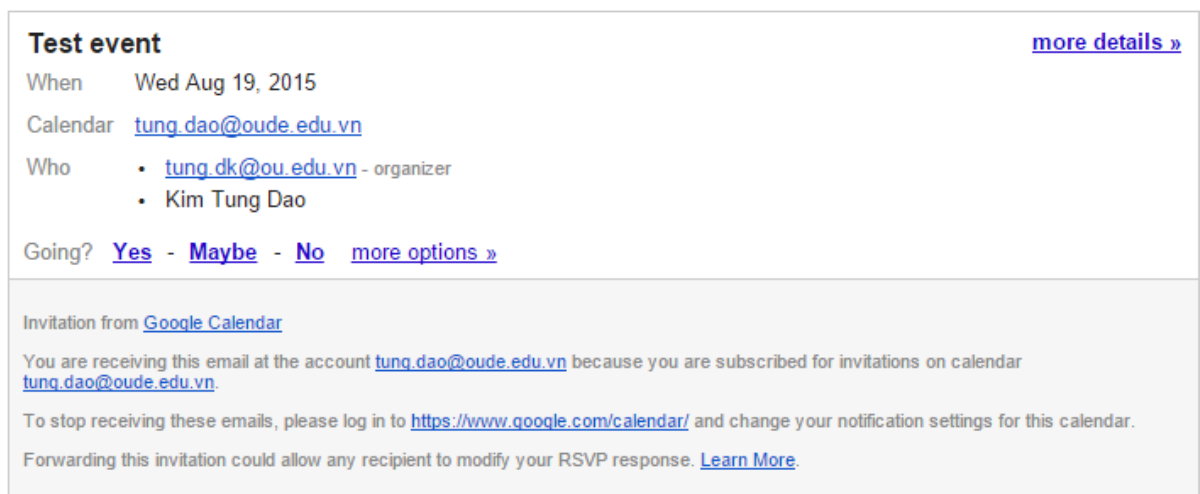 Test event more details »
When Wed Aug 19, 2015
Calendar tung.dao@oude.edu.vn
Who • tung.dk@ou.edu.vn - organizer
• Kim Tung Dao
Going? Yes - Maybe - No more options »
Invitation from Google Calendar
You are receiving this email at the account tung.dao@oude.edu.vn because you are subscribed for invitations on calendar
tung.dao@oude.edu.vn.
To stop receiving these emails, please log in to https://www.google.com/calendar/ and change your notification settings for this calendar.
Forwarding this invitation could allow any recipient to modify your RSVP response. Learn More.